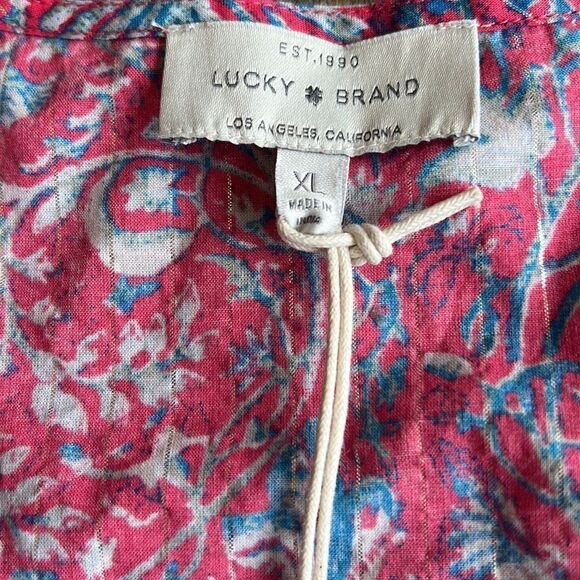 EST. 1990
LUCKY BRAND
LOS ANGELES, CALIFORNIA
XL
MADE IN
INDIA